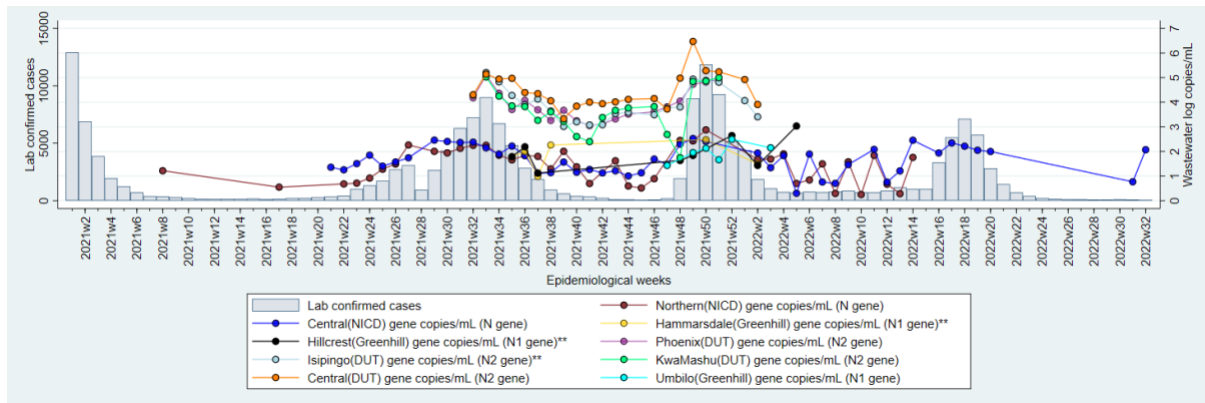 Lab confirmed cases
15000
10000
5000
0
7
6
5
4
3
2
1
0
Wastewater log copies/mL
2021w2
2021w4
2021w6
2021w8
2021w10
2021w12
2021w14
2021w16
2021w18
2021w20
2021w22
2021w24
2021w26
2021w28
2021w30
2021w32
2021w34
2021w36
2021w38
2021w40
2021w42
2021w44
2021w46
2021w48
2021w50
2021w52
2022w2
2022w4
2022w6
2022w8
2022w10
2022w12
2022w14
2022w16
2022w18
2022w20
2022w22
2022w24
2022w26
2022w28
2022w30
2022w32
Epidemiological weeks
Lab confirmed cases
Northern(NICD) gene copies/mL (N gene)
Central(NICD) gene copies/mL (N gene)
Hammarsdale(Greenhill) gene copies/mL (N1 gene)**
Hillcrest(Greenhill) gene copies/mL (N1 gene)**
Phoenix(DUT) gene copies/mL (N2 gene)
Isipingo(DUT) gene copies/mL (N2 gene)**
KwaMashu(DUT) gene copies/mL (N2 gene)
Central(DUT) gene copies/mL (N2 gene)
Umbilo(Greenhill) gene copies/mL (N1 gene)